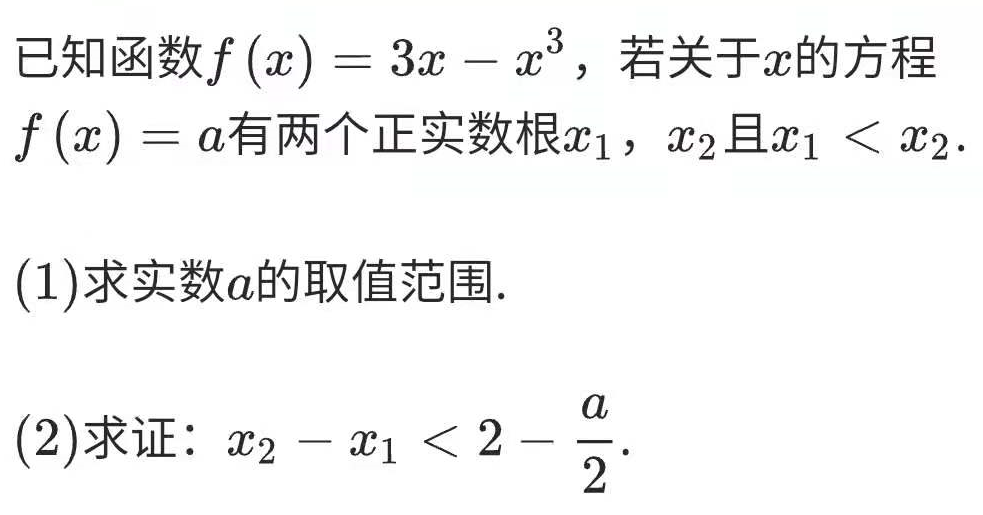 已知函数f (x) = 3x − x³，若关于x的方程
f (x) = a有两个正实数根x₁，x₂且x₁ < x₂.
(1)求实数a的取值范围.
(2)求证：x₂ − x₁ < 2 − a/2.